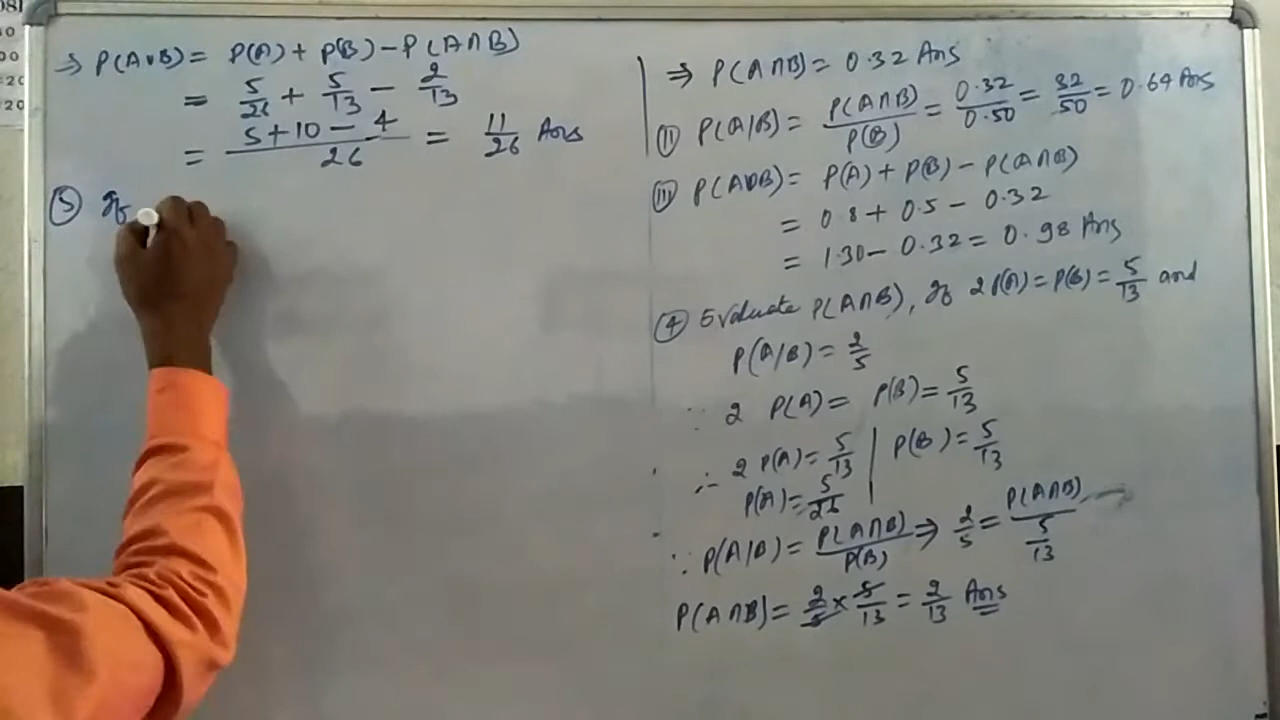 ⇒ P(A∪B) = P(A) + P(B) − P(A∩B)
= 5/26 + 5/13 − 2/13
= (5+10−4)/26 = 11/26 Ans
⑤ If
⇒ P(A∩B) = 0.32 Ans
(II) P(A|B) = P(A∩B)/P(B) = 0.32/0.50 = 32/50 = 0.64 Ans
(III) P(A∪B) = P(A) + P(B) − P(A∩B)
= 0.8 + 0.5 − 0.32
= 1.30 − 0.32 = 0.98 Ans
④ Evaluate P(A∩B), If 2P(A) = P(B) = 5/13 and
P(A|B) = 2/5
∵ 2 P(A) = P(B) = 5/13
∴ 2 P(A) = 5/13 | P(B) = 5/13
P(A) = 5/26
∵ P(A|B) = P(A∩B)/P(B) ⇒ 2/5 = P(A∩B)/(5/13)
P(A∩B) = 2/5 × 5/13 = 2/13 Ans